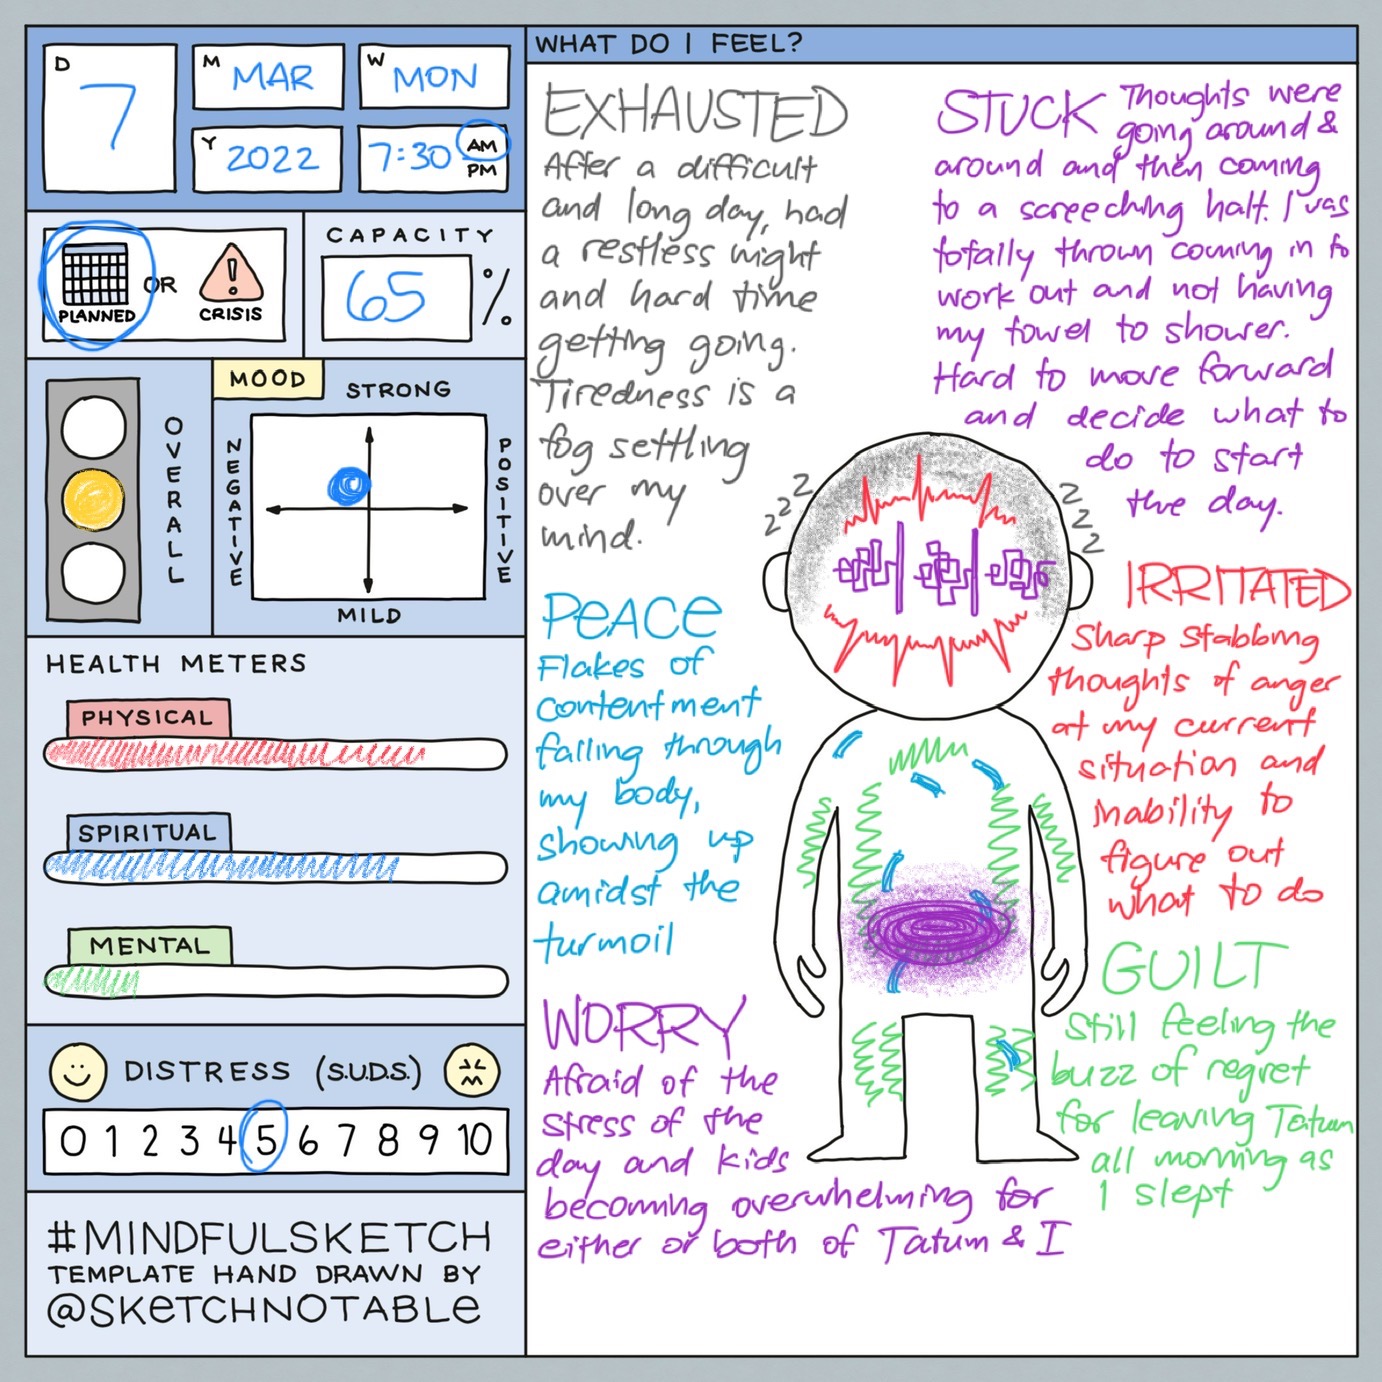 D
7
M MAR
W MON
Y 2022
7:30 AM
PM
PLANNED
OR
CRISIS
CAPACITY
65 %
OVERALL
MOOD
STRONG
NEGATIVE
POSITIVE
MILD
HEALTH METERS
PHYSICAL
SPIRITUAL
MENTAL
DISTRESS (S.U.D.S.)
0 1 2 3 4 5 6 7 8 9 10
#MINDFULSKETCH
TEMPLATE HAND DRAWN BY
@SKETCHNOTABLE
WHAT DO I FEEL?
EXHAUSTED
After a difficult
and long day, had
a restless night
and hard time
getting going.
Tiredness is a
fog settling
over my
mind.
STUCK Thoughts were
going around &
around and then coming
to a screeching halt. I was
totally thrown coming in to
work out and not having
my towel to shower.
Hard to move forward
and decide what to
do to start
the day.
z z z
z z z z
PEACE
Flakes of
contentment
falling through
my body,
showing up
amidst the
turmoil
IRRITATED
Sharp stabbing
thoughts of anger
at my current
situation and
inability to
figure out
what to do
WORRY
Afraid of the
stress of the
day and kids
becoming overwhelming for
either or both of Tatum & I
GUILT
Still feeling the
buzz of regret
for leaving Tatum
all morning as
I slept